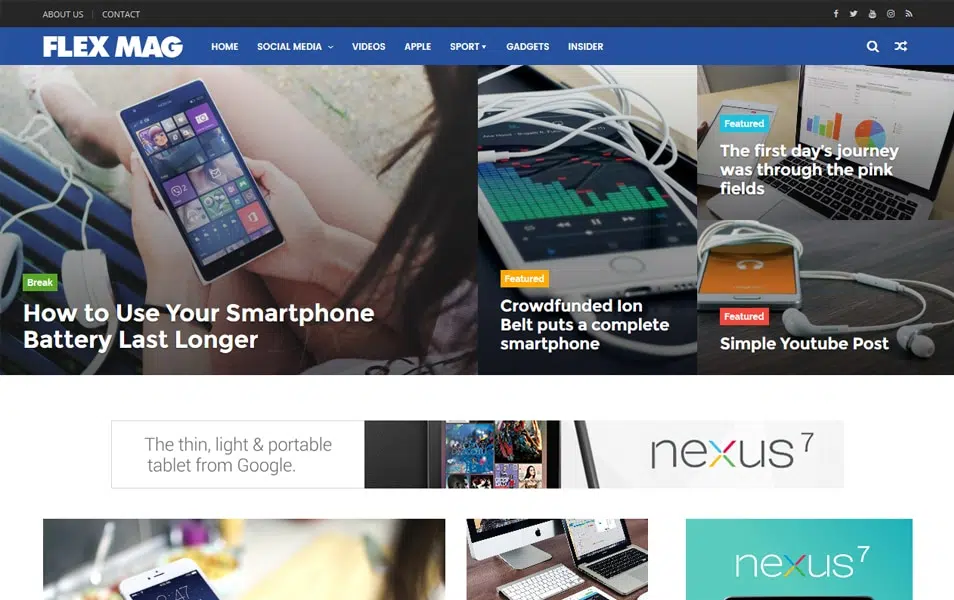 ABOUT US | CONTACT
FLEX MAG
HOME SOCIAL MEDIA VIDEOS APPLE SPORT GADGETS INSIDER
Break
How to Use Your Smartphone
Battery Last Longer
Featured
Crowdfunded Ion
Belt puts a complete
smartphone
Featured
The first day's journey
was through the pink
fields
Featured
Simple Youtube Post
The thin, light & portable
tablet from Google.
nexus 7
nexus 7